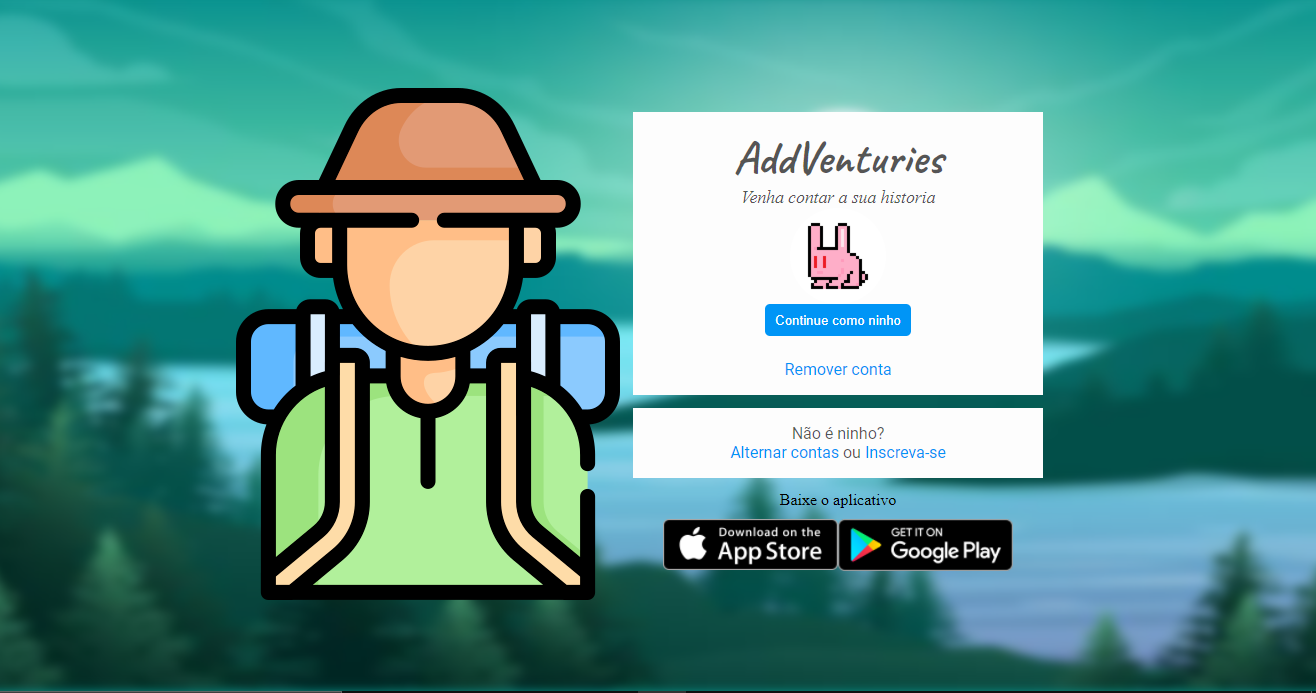 AddVenturies
Venha contar a sua historia
Continue como ninho
Remover conta
Não é ninho?
Alternar contas ou Inscreva-se
Baixe o aplicativo
Download on the
App Store
GET IT ON
Google Play